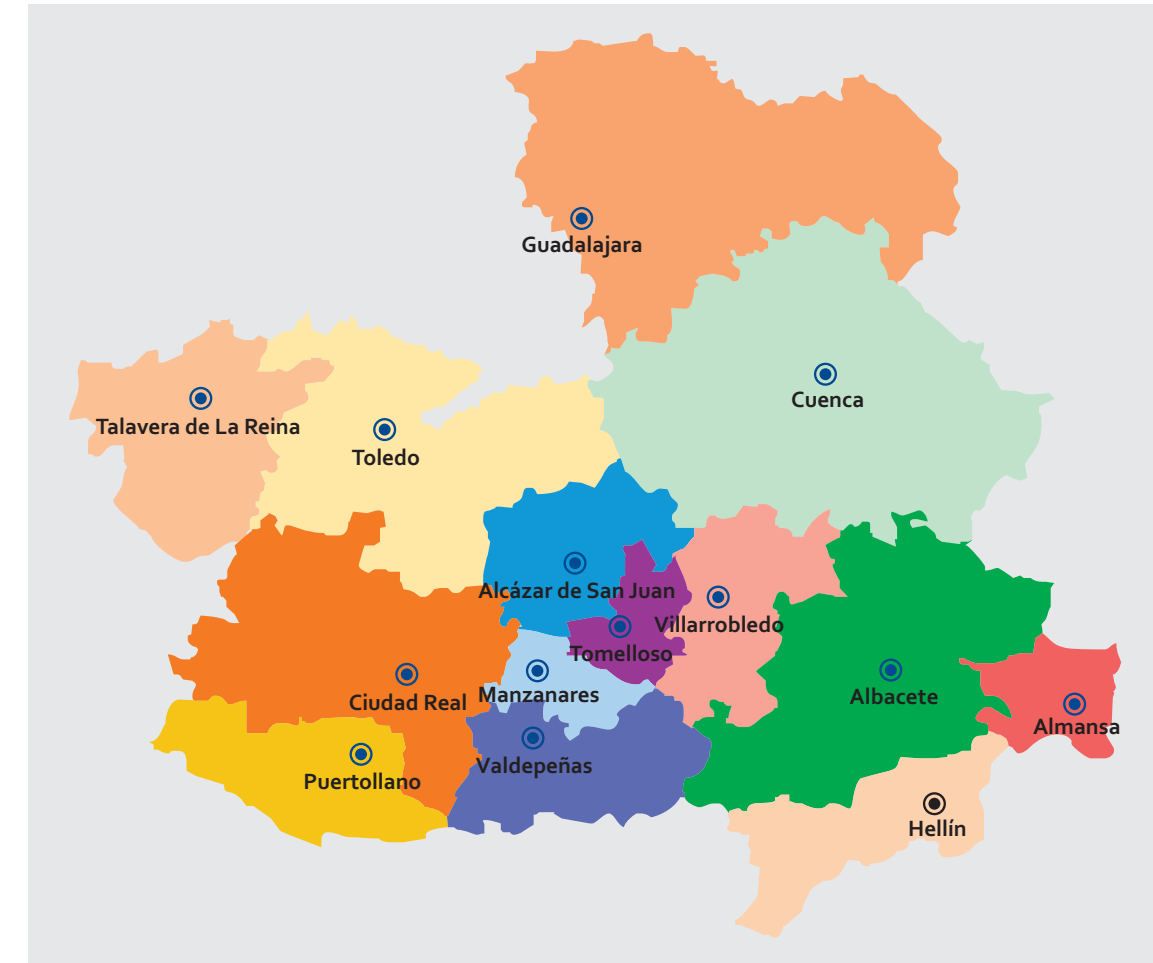 Guadalajara
Cuenca
Talavera de La Reina
Toledo
Alcázar de San Juan
Villarrobledo
Tomelloso
Manzanares
Ciudad Real
Albacete
Almansa
Valdepeñas
Puertollano
Hellín